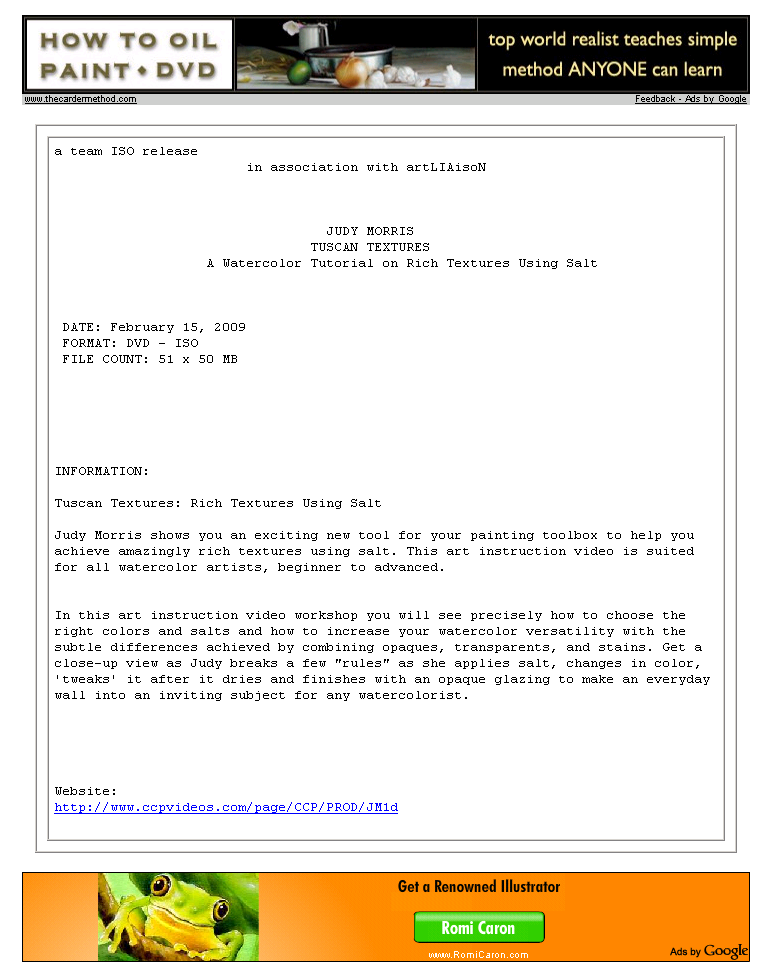 HOW TO OIL
PAINT • DVD
top world realist teaches simple
method ANYONE can learn
www.thecardermethod.com
Feedback - Ads by Google
a team ISO release
in association with artLIAisoN
JUDY MORRIS
TUSCAN TEXTURES
A Watercolor Tutorial on Rich Textures Using Salt
DATE: February 15, 2009
FORMAT: DVD - ISO
FILE COUNT: 51 x 50 MB
INFORMATION:
Tuscan Textures: Rich Textures Using Salt
Judy Morris shows you an exciting new tool for your painting toolbox to help you
achieve amazingly rich textures using salt. This art instruction video is suited
for all watercolor artists, beginner to advanced.
In this art instruction video workshop you will see precisely how to choose the
right colors and salts and how to increase your watercolor versatility with the
subtle differences achieved by combining opaques, transparents, and stains. Get a
close-up view as Judy breaks a few "rules" as she applies salt, changes in color,
'tweaks' it after it dries and finishes with an opaque glazing to make an everyday
wall into an inviting subject for any watercolorist.
Website:
http://www.ccpvideos.com/page/CCP/PROD/JM1d
Get a Renowned Illustrator
Romi Caron
www.RomiCaron.com
Ads by Google